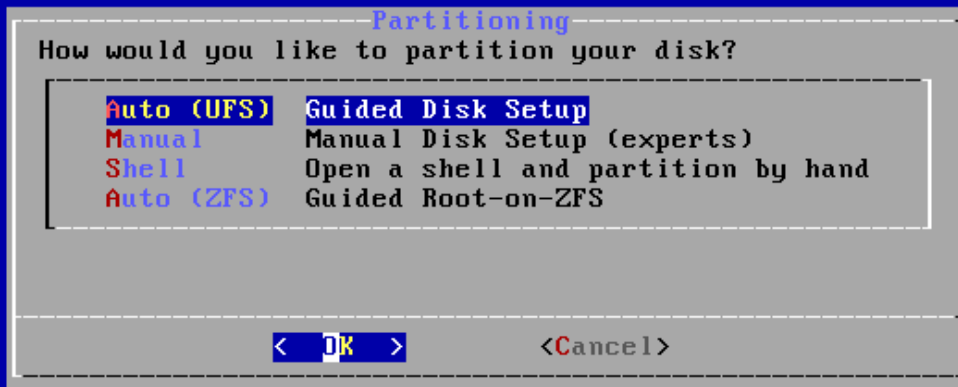 Partitioning
How would you like to partition your disk?
Auto (UFS) Guided Disk Setup
Manual Manual Disk Setup (experts)
Shell Open a shell and partition by hand
Auto (ZFS) Guided Root-on-ZFS
< OK > <Cancel>